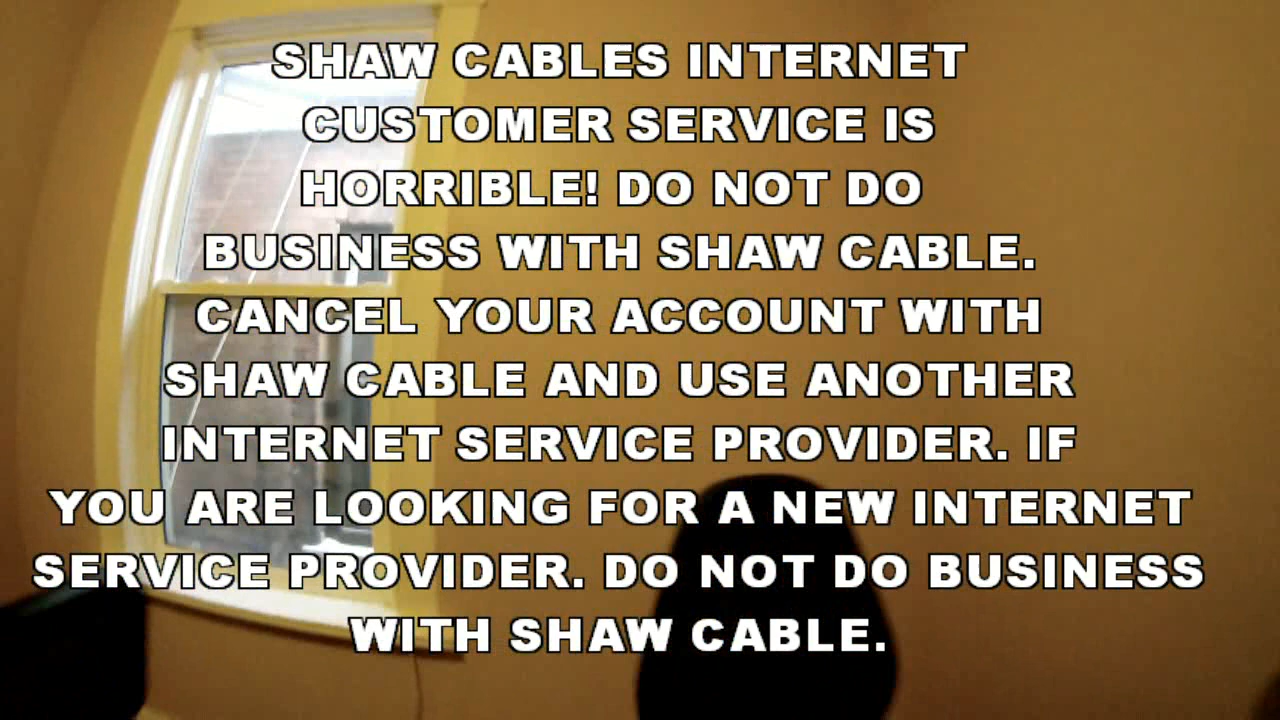 SHAW CABLES INTERNET
CUSTOMER SERVICE IS
HORRIBLE! DO NOT DO
BUSINESS WITH SHAW CABLE.
CANCEL YOUR ACCOUNT WITH
SHAW CABLE AND USE ANOTHER
INTERNET SERVICE PROVIDER. IF
YOU ARE LOOKING FOR A NEW INTERNET
SERVICE PROVIDER. DO NOT DO BUSINESS
WITH SHAW CABLE.